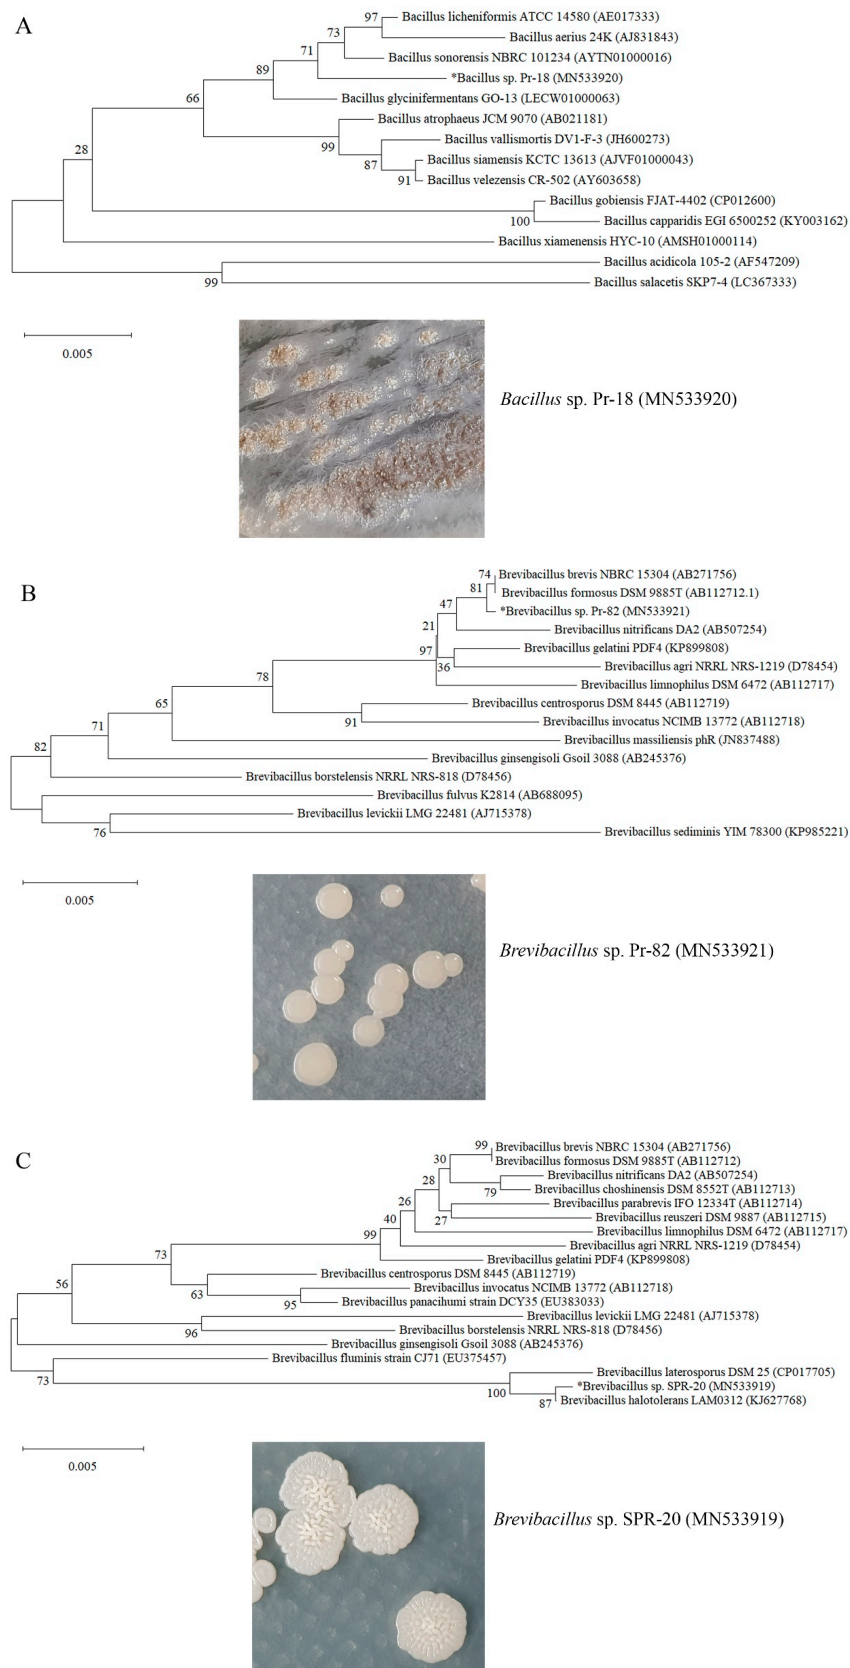 A
97
Bacillus licheniformis ATCC 14580 (AE017333)
73
Bacillus aerius 24K (AJ831843)
71
Bacillus sonorensis NBRC 101234 (AYTN01000016)
89
*Bacillus sp. Pr-18 (MN533920)
66
Bacillus glycinifermentans GO-13 (LECW01000063)
Bacillus atrophaeus JCM 9070 (AB021181)
99
Bacillus vallismortis DV1-F-3 (JH600273)
28
87
Bacillus siamensis KCTC 13613 (AJVF01000043)
91
Bacillus velezensis CR-502 (AY603658)
Bacillus gobiensis FJAT-4402 (CP012600)
100
Bacillus capparidis EGI 6500252 (KY003162)
Bacillus xiamenensis HYC-10 (AMSH01000114)
Bacillus acidicola 105-2 (AF547209)
99
Bacillus salacetis SKP7-4 (LC367333)
0.005
Bacillus sp. Pr-18 (MN533920)
B
74
Brevibacillus brevis NBRC 15304 (AB271756)
81
Brevibacillus formosus DSM 9885T (AB112712.1)
47
*Brevibacillus sp. Pr-82 (MN533921)
21
Brevibacillus nitrificans DA2 (AB507254)
97
Brevibacillus gelatini PDF4 (KP899808)
36
Brevibacillus agri NRRL NRS-1219 (D78454)
78
Brevibacillus limnophilus DSM 6472 (AB112717)
65
Brevibacillus centrosporus DSM 8445 (AB112719)
91
Brevibacillus invocatus NCIMB 13772 (AB112718)
71
Brevibacillus massiliensis phR (JN837488)
82
Brevibacillus ginsengisoli Gsoil 3088 (AB245376)
Brevibacillus borstelensis NRRL NRS-818 (D78456)
Brevibacillus fulvus K2814 (AB688095)
Brevibacillus levickii LMG 22481 (AJ715378)
76
Brevibacillus sediminis YIM 78300 (KP985221)
0.005
Brevibacillus sp. Pr-82 (MN533921)
C
99
Brevibacillus brevis NBRC 15304 (AB271756)
30
Brevibacillus formosus DSM 9885T (AB112712)
28
Brevibacillus nitrificans DA2 (AB507254)
79
Brevibacillus choshinensis DSM 8552T (AB112713)
26
Brevibacillus parabrevis IFO 12334T (AB112714)
40
27
Brevibacillus reuszeri DSM 9887 (AB112715)
99
Brevibacillus limnophilus DSM 6472 (AB112717)
Brevibacillus agri NRRL NRS-1219 (D78454)
73
Brevibacillus gelatini PDF4 (KP899808)
Brevibacillus centrosporus DSM 8445 (AB112719)
56
63
Brevibacillus invocatus NCIMB 13772 (AB112718)
95
Brevibacillus panacihumi strain DCY35 (EU383033)
Brevibacillus levickii LMG 22481 (AJ715378)
96
Brevibacillus borstelensis NRRL NRS-818 (D78456)
Brevibacillus ginsengisoli Gsoil 3088 (AB245376)
Brevibacillus fluminis strain CJ71 (EU375457)
73
Brevibacillus laterosporus DSM 25 (CP017705)
100
*Brevibacillus sp. SPR-20 (MN533919)
87
Brevibacillus halotolerans LAM0312 (KJ627768)
0.005
Brevibacillus sp. SPR-20 (MN533919)